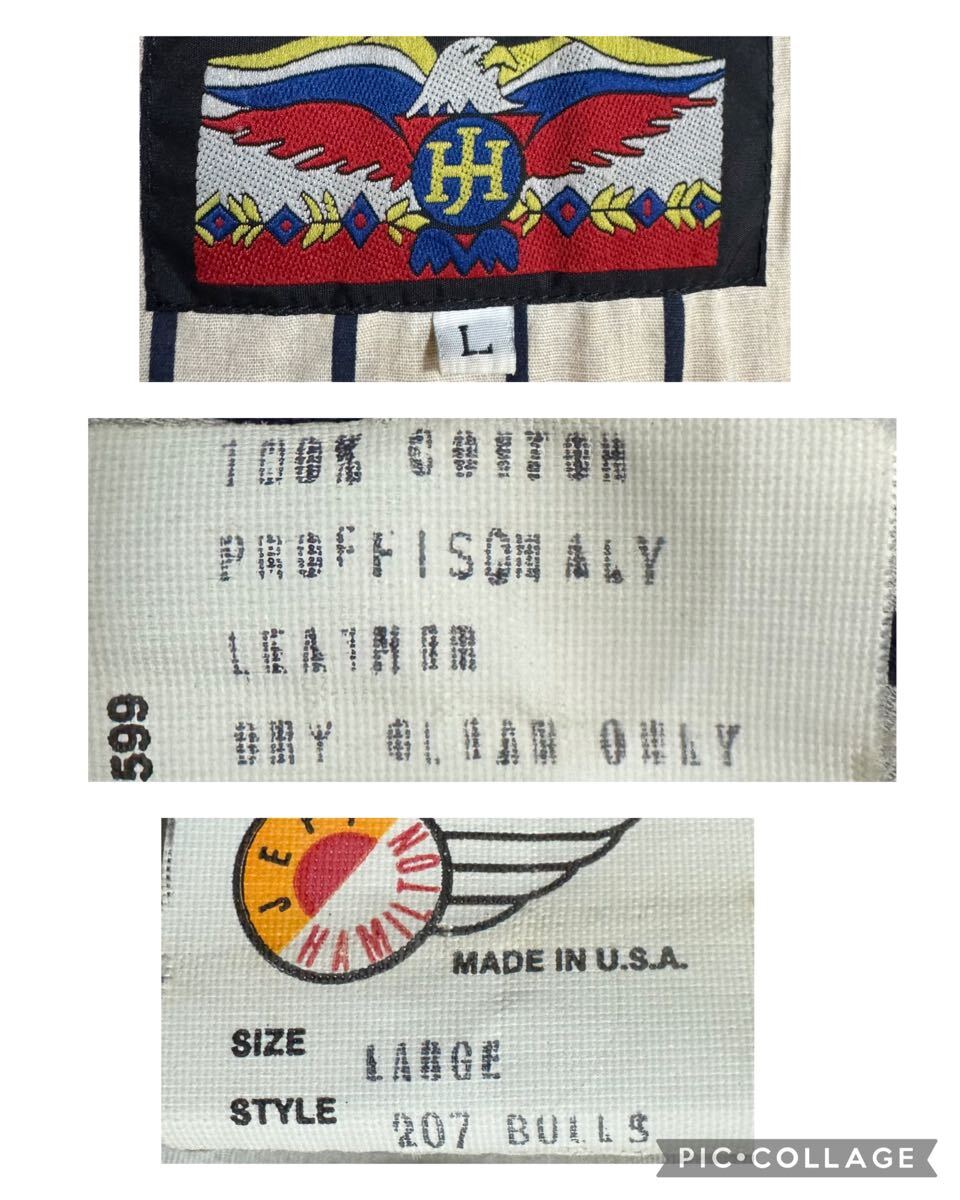 JH
L
100% COTTON
PROFFISONALY
LEATHER
DRY CLEAN ONLY
599
JEFF HAMILTON
MADE IN U.S.A.
SIZE LARGE
STYLE 207 BULLS
PIC•COLLAGE